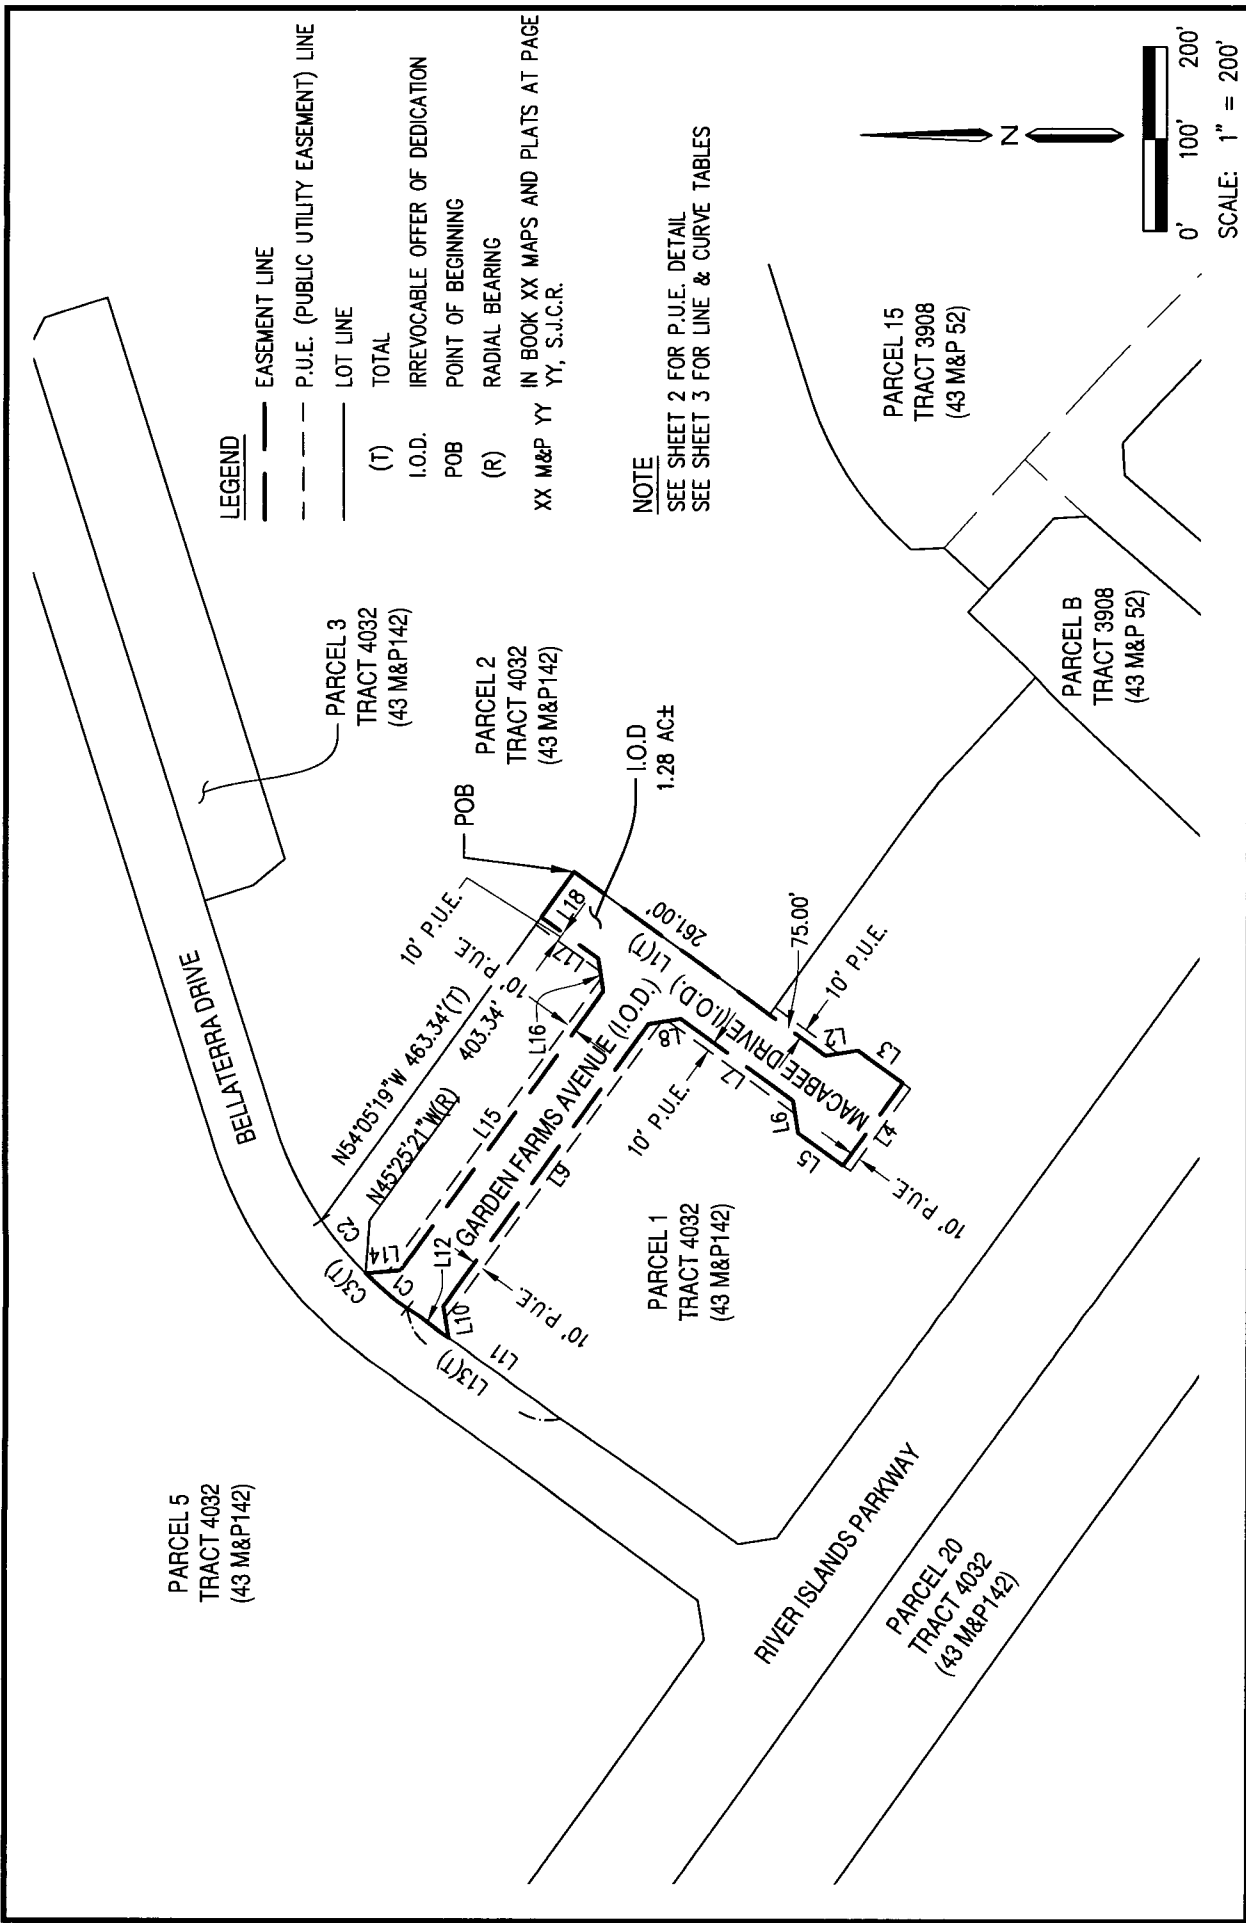 LEGEND
EASEMENT LINE
P.U.E. (PUBLIC UTILITY EASEMENT) LINE
LOT LINE
(T) TOTAL
I.O.D. IRREVOCABLE OFFER OF DEDICATION
POB POINT OF BEGINNING
(R) RADIAL BEARING
XX M&P YY IN BOOK XX MAPS AND PLATS AT PAGE
YY, S.J.C.R.
NOTE
SEE SHEET 2 FOR P.U.E. DETAIL
SEE SHEET 3 FOR LINE & CURVE TABLES
N
0' 100' 200'
SCALE: 1" = 200'
PARCEL 5
TRACT 4032
(43 M&P142)
BELLATERRA DRIVE
PARCEL 3
TRACT 4032
(43 M&P142)
PARCEL 2
TRACT 4032
(43 M&P142)
POB
I.O.D
1.28 AC±
N54°05'19"W 463.34'(T)
403.34'
N45°25'21"W(R)
10' P.U.E.
10' P.U.E.
L18
L17
L16
L15
L14
C2
C3(T)
C1
L12
L10
L13(T)
L11
GARDEN FARMS AVENUE (I.O.D.)
L9
10' P.U.E.
L8
L7
10' P.U.E.
L1(T)
261.00'
MACABEE DRIVE(I.O.D.)
75.00'
10' P.U.E.
L2
L3
L4
L5
L6
10' P.U.E.
PARCEL 1
TRACT 4032
(43 M&P142)
RIVER ISLANDS PARKWAY
PARCEL 20
TRACT 4032
(43 M&P142)
PARCEL B
TRACT 3908
(43 M&P 52)
PARCEL 15
TRACT 3908
(43 M&P 52)